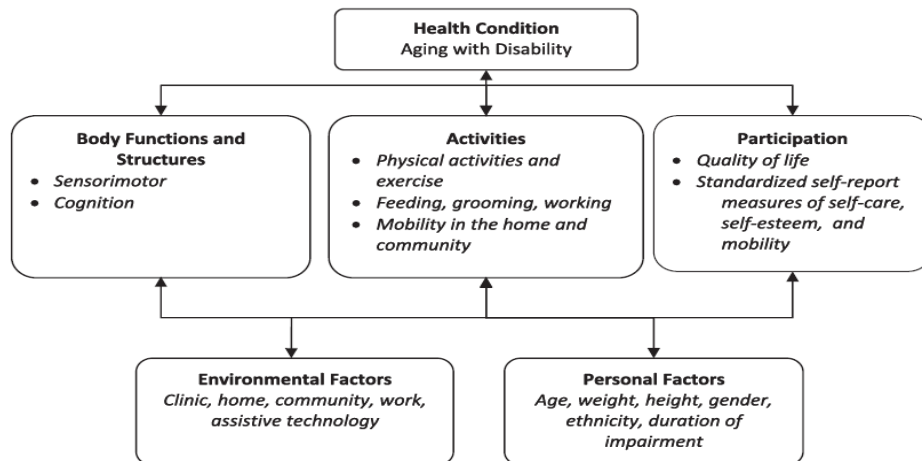 Health Condition
Aging with Disability
Body Functions and
Structures
• Sensorimotor
• Cognition
Activities
• Physical activities and
exercise
• Feeding, grooming, working
• Mobility in the home and
community
Participation
• Quality of life
• Standardized self-report
measures of self-care,
self-esteem, and
mobility
Environmental Factors
Clinic, home, community, work,
assistive technology
Personal Factors
Age, weight, height, gender,
ethnicity, duration of
impairment